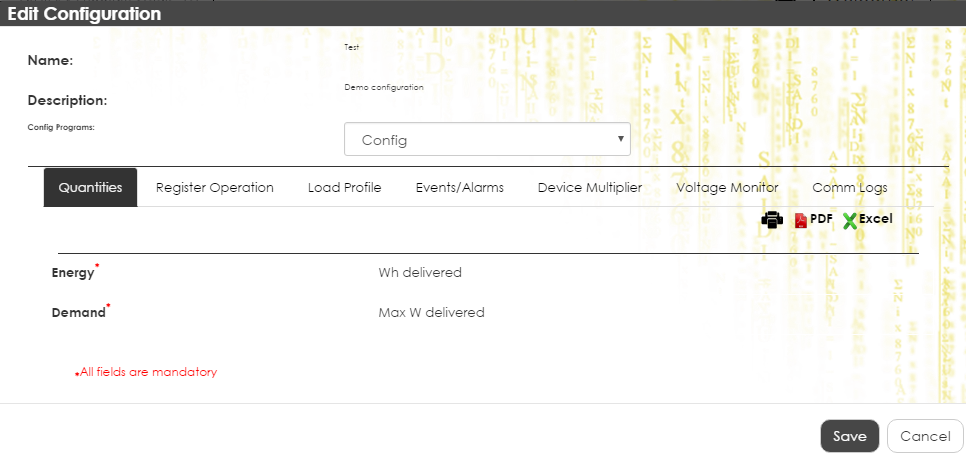 Edit Configuration
Name: Test
Description: Demo configuration
Config Programs: Config
Quantities Register Operation Load Profile Events/Alarms Device Multiplier Voltage Monitor Comm Logs
PDF Excel
Energy* Wh delivered
Demand* Max W delivered
*All fields are mandatory
Save Cancel